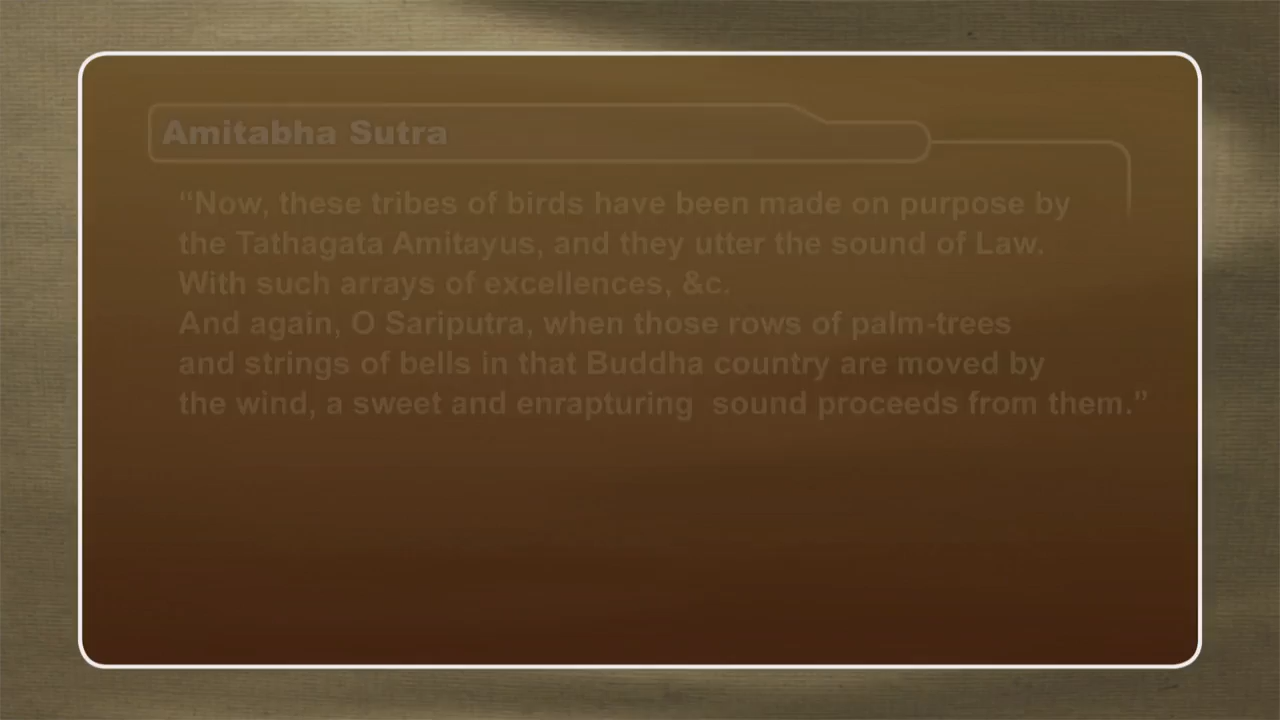 Amitabha Sutra
“Now, these tribes of birds have been made on purpose by
the Tathagata Amitayus, and they utter the sound of Law.
With such arrays of excellences, &c.
And again, O Sariputra, when those rows of palm-trees
and strings of bells in that Buddha country are moved by
the wind, a sweet and enrapturing  sound proceeds from them.”